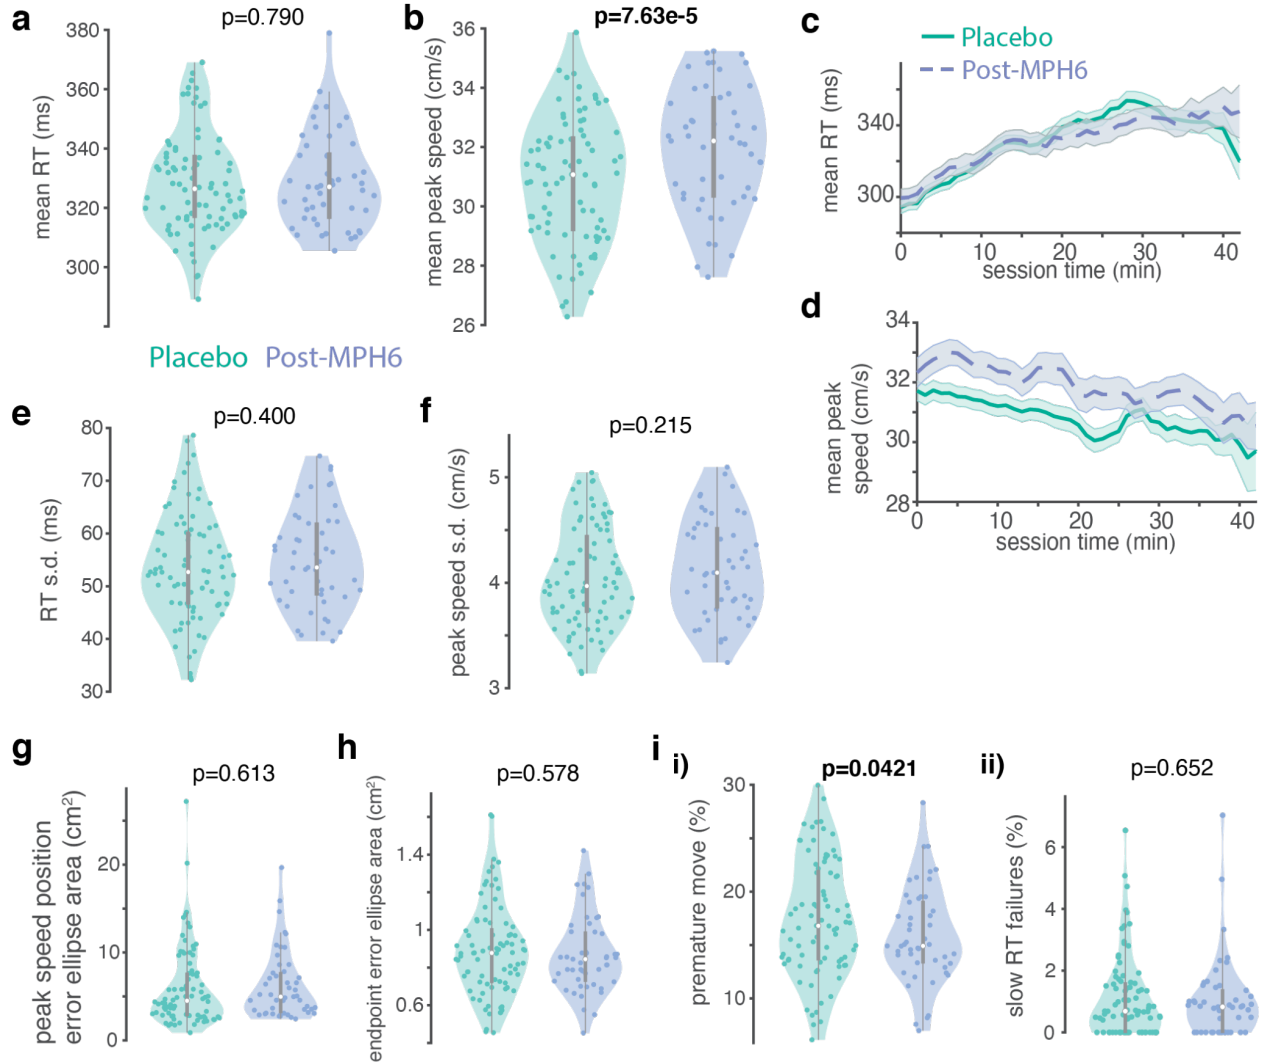 a
p=0.790
mean RT (ms)
380
360
340
320
300
b
p=7.63e-5
mean peak speed (cm/s)
36
34
32
30
28
26
c
Placebo
Post-MPH6
mean RT (ms)
340
300
0 10 20 30 40
session time (min)
Placebo Post-MPH6
d
mean peak
speed (cm/s)
34
32
30
28
0 10 20 30 40
session time (min)
e
p=0.400
RT s.d. (ms)
80
70
60
50
40
30
f
p=0.215
peak speed s.d. (cm/s)
5
4
3
g
p=0.613
peak speed position
error ellipse area (cm²)
20
10
0
h
p=0.578
endpoint error ellipse area (cm²)
1.4
1
0.6
i
i)
p=0.0421
premature move (%)
30
20
10
ii)
p=0.652
slow RT failures (%)
6
4
2
0